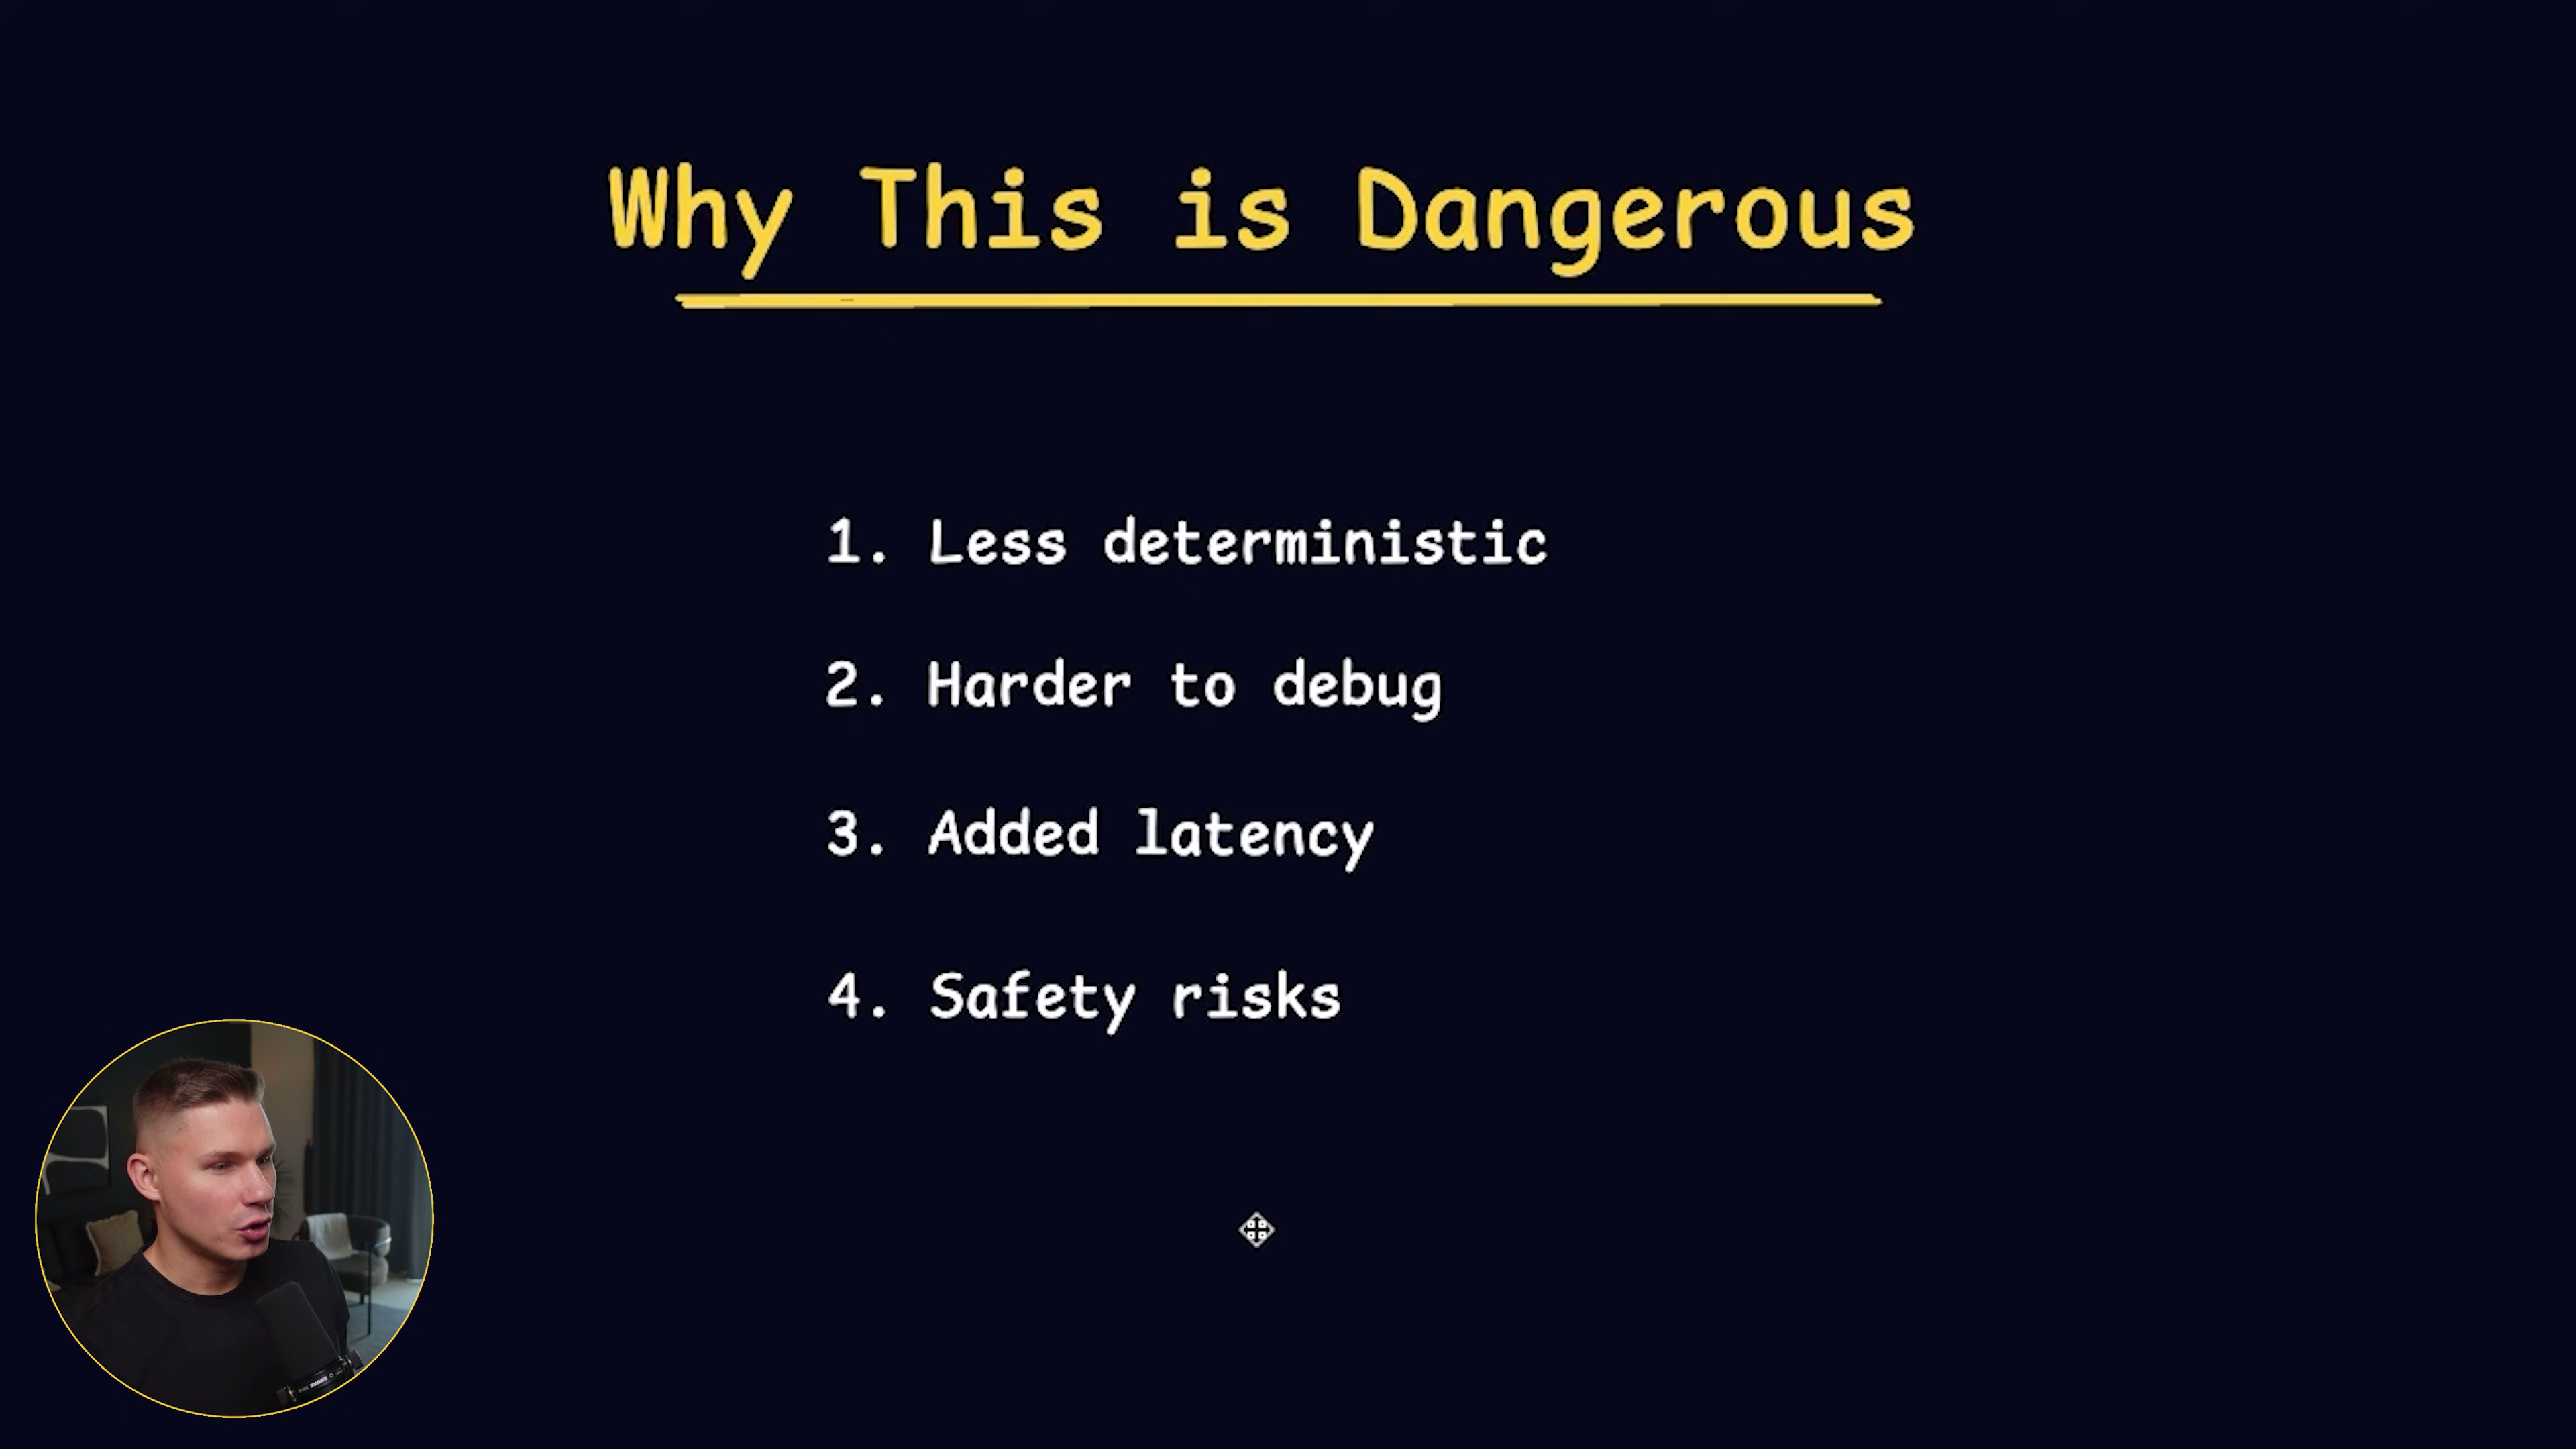 Why This is Dangerous
1. Less deterministic
2. Harder to debug
3. Added latency
4. Safety risks